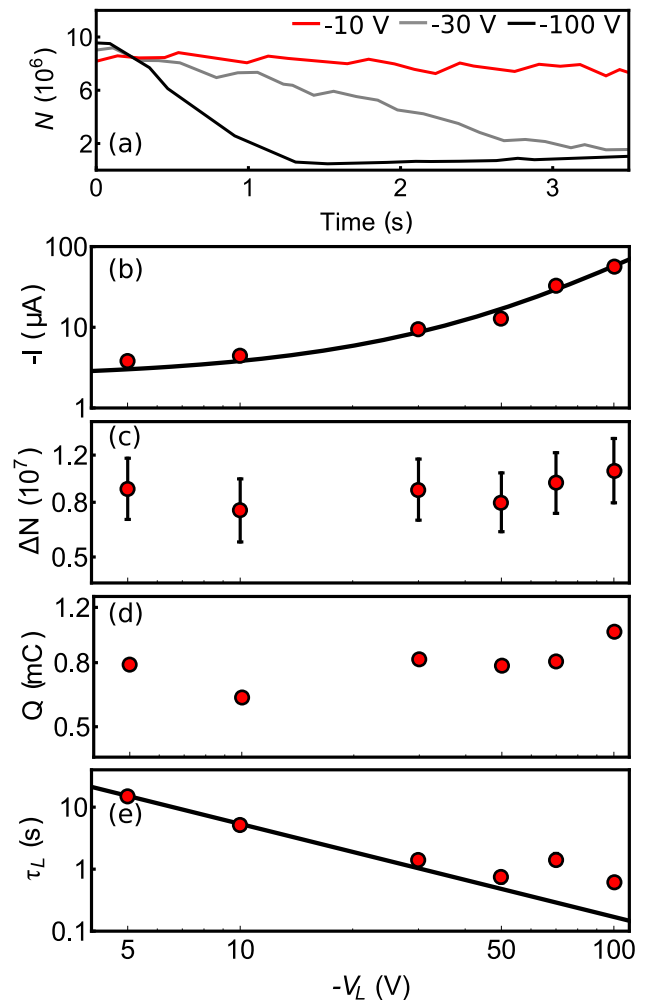 -10 V -30 V -100 V
N (10⁶)
10
6
2
(a)
0 1 2 3
Time (s)
(b)
100
10
1
-I (μA)
(c)
1.2
0.8
0.5
ΔN (10⁷)
(d)
1.2
0.8
0.5
Q (mC)
(e)
10
1
0.1
τL (s)
5 10 50 100
-VL (V)